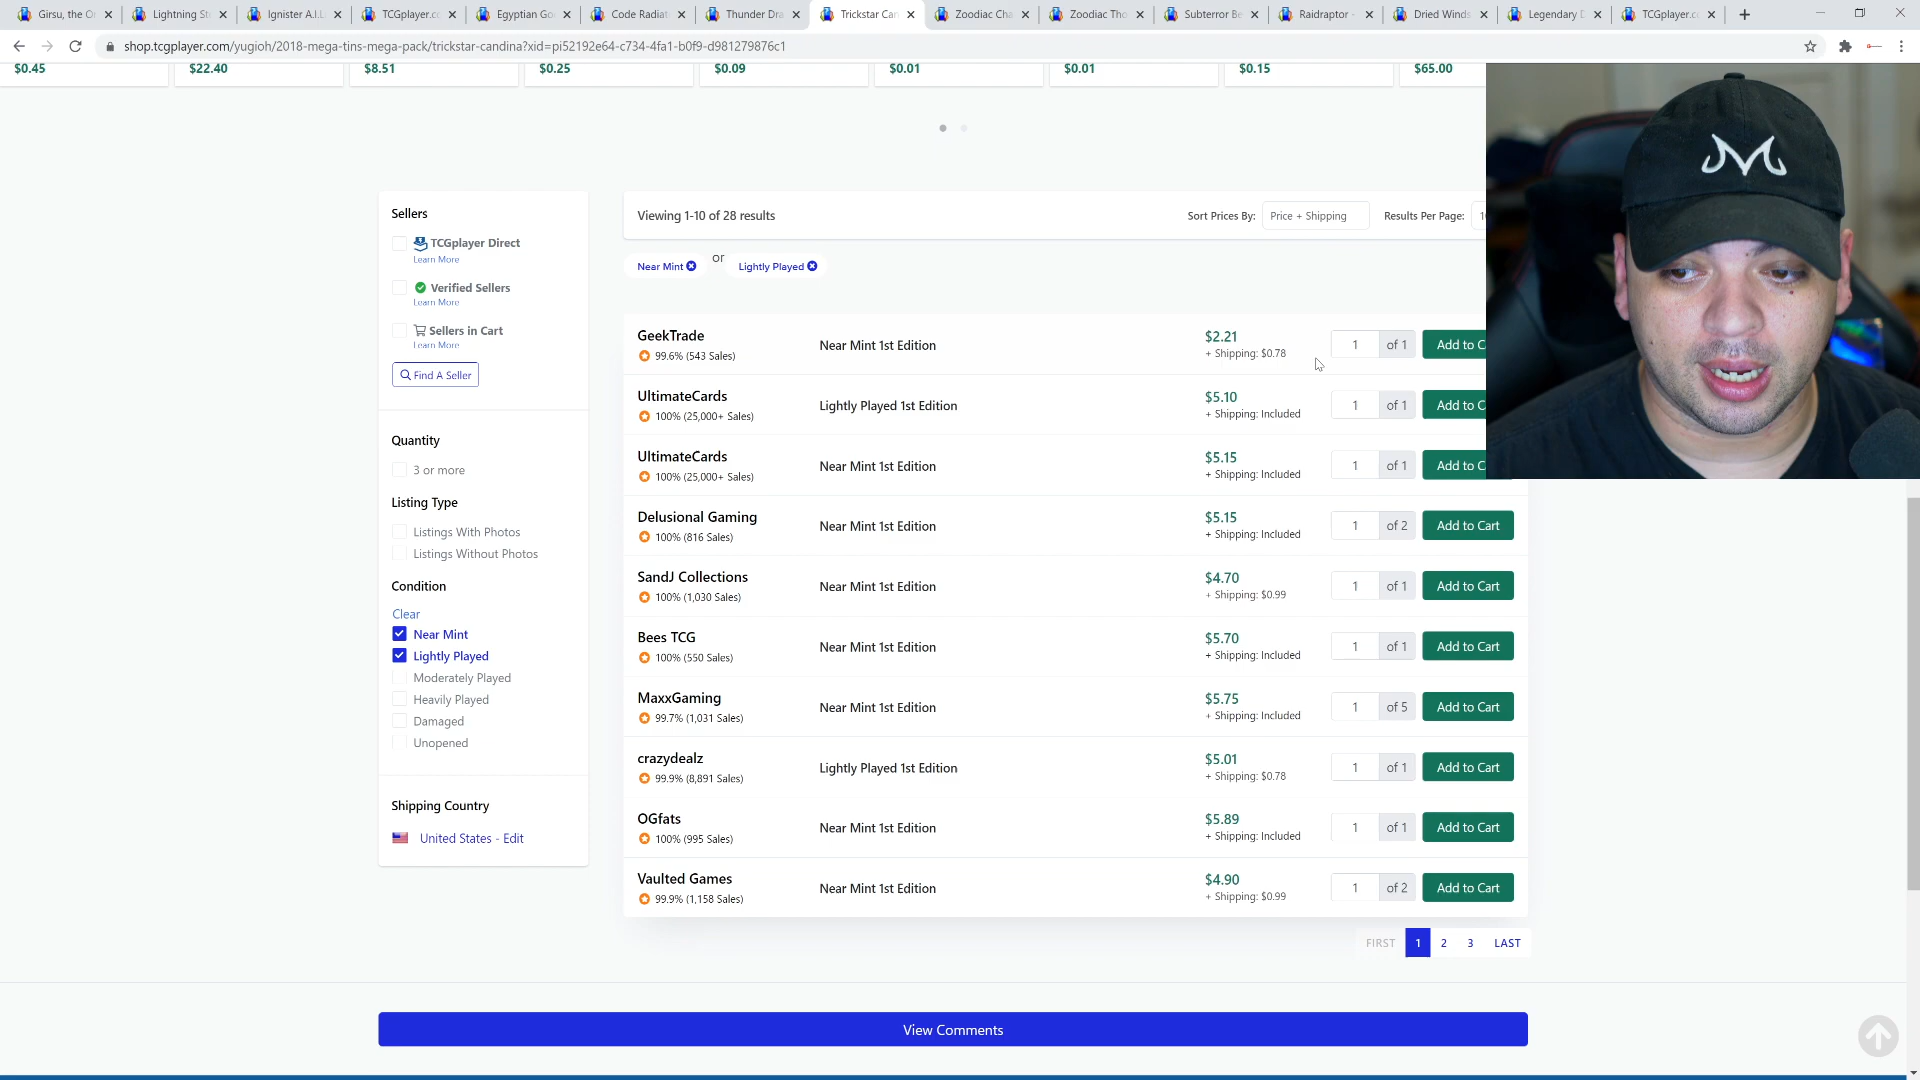 Girsu, the O
Lightning St
Ignister A.I.L
TCGplayer.co
Egyptian Go
Code Radiat
Thunder Dra
Trickstar Can
Zoodiac Cha
Zoodiac Tho
Subterror Be
Raidraptor -
Dried Winds
Legendary D
TCGplayer.c
shop.tcgplayer.com/yugioh/2018-mega-tins-mega-pack/trickstar-candina?xid=pi52192e64-c734-4fa1-b0f9-d981279876c1
$0.45 $22.40 $8.51 $0.25 $0.09 $0.01 $0.01 $0.15 $65.00
Sellers
TCGplayer Direct
Learn More
Verified Sellers
Learn More
Sellers in Cart
Learn More
Find A Seller
Quantity
3 or more
Listing Type
Listings With Photos
Listings Without Photos
Condition
Clear
Near Mint
Lightly Played
Moderately Played
Heavily Played
Damaged
Unopened
Shipping Country
United States - Edit
Viewing 1-10 of 28 results
Sort Prices By: Price + Shipping Results Per Page: 1
Near Mint or Lightly Played
GeekTrade
99.6% (543 Sales)
Near Mint 1st Edition
$2.21
+ Shipping: $0.78
1 of 1 Add to C
UltimateCards
100% (25,000+ Sales)
Lightly Played 1st Edition
$5.10
+ Shipping: Included
1 of 1 Add to C
UltimateCards
100% (25,000+ Sales)
Near Mint 1st Edition
$5.15
+ Shipping: Included
1 of 1 Add to C
Delusional Gaming
100% (816 Sales)
Near Mint 1st Edition
$5.15
+ Shipping: Included
1 of 2 Add to Cart
SandJ Collections
100% (1,030 Sales)
Near Mint 1st Edition
$4.70
+ Shipping: $0.99
1 of 1 Add to Cart
Bees TCG
100% (550 Sales)
Near Mint 1st Edition
$5.70
+ Shipping: Included
1 of 1 Add to Cart
MaxxGaming
99.7% (1,031 Sales)
Near Mint 1st Edition
$5.75
+ Shipping: Included
1 of 5 Add to Cart
crazydealz
99.9% (8,891 Sales)
Lightly Played 1st Edition
$5.01
+ Shipping: $0.78
1 of 1 Add to Cart
OGfats
100% (995 Sales)
Near Mint 1st Edition
$5.89
+ Shipping: Included
1 of 1 Add to Cart
Vaulted Games
99.9% (1,158 Sales)
Near Mint 1st Edition
$4.90
+ Shipping: $0.99
1 of 2 Add to Cart
FIRST 1 2 3 LAST
View Comments